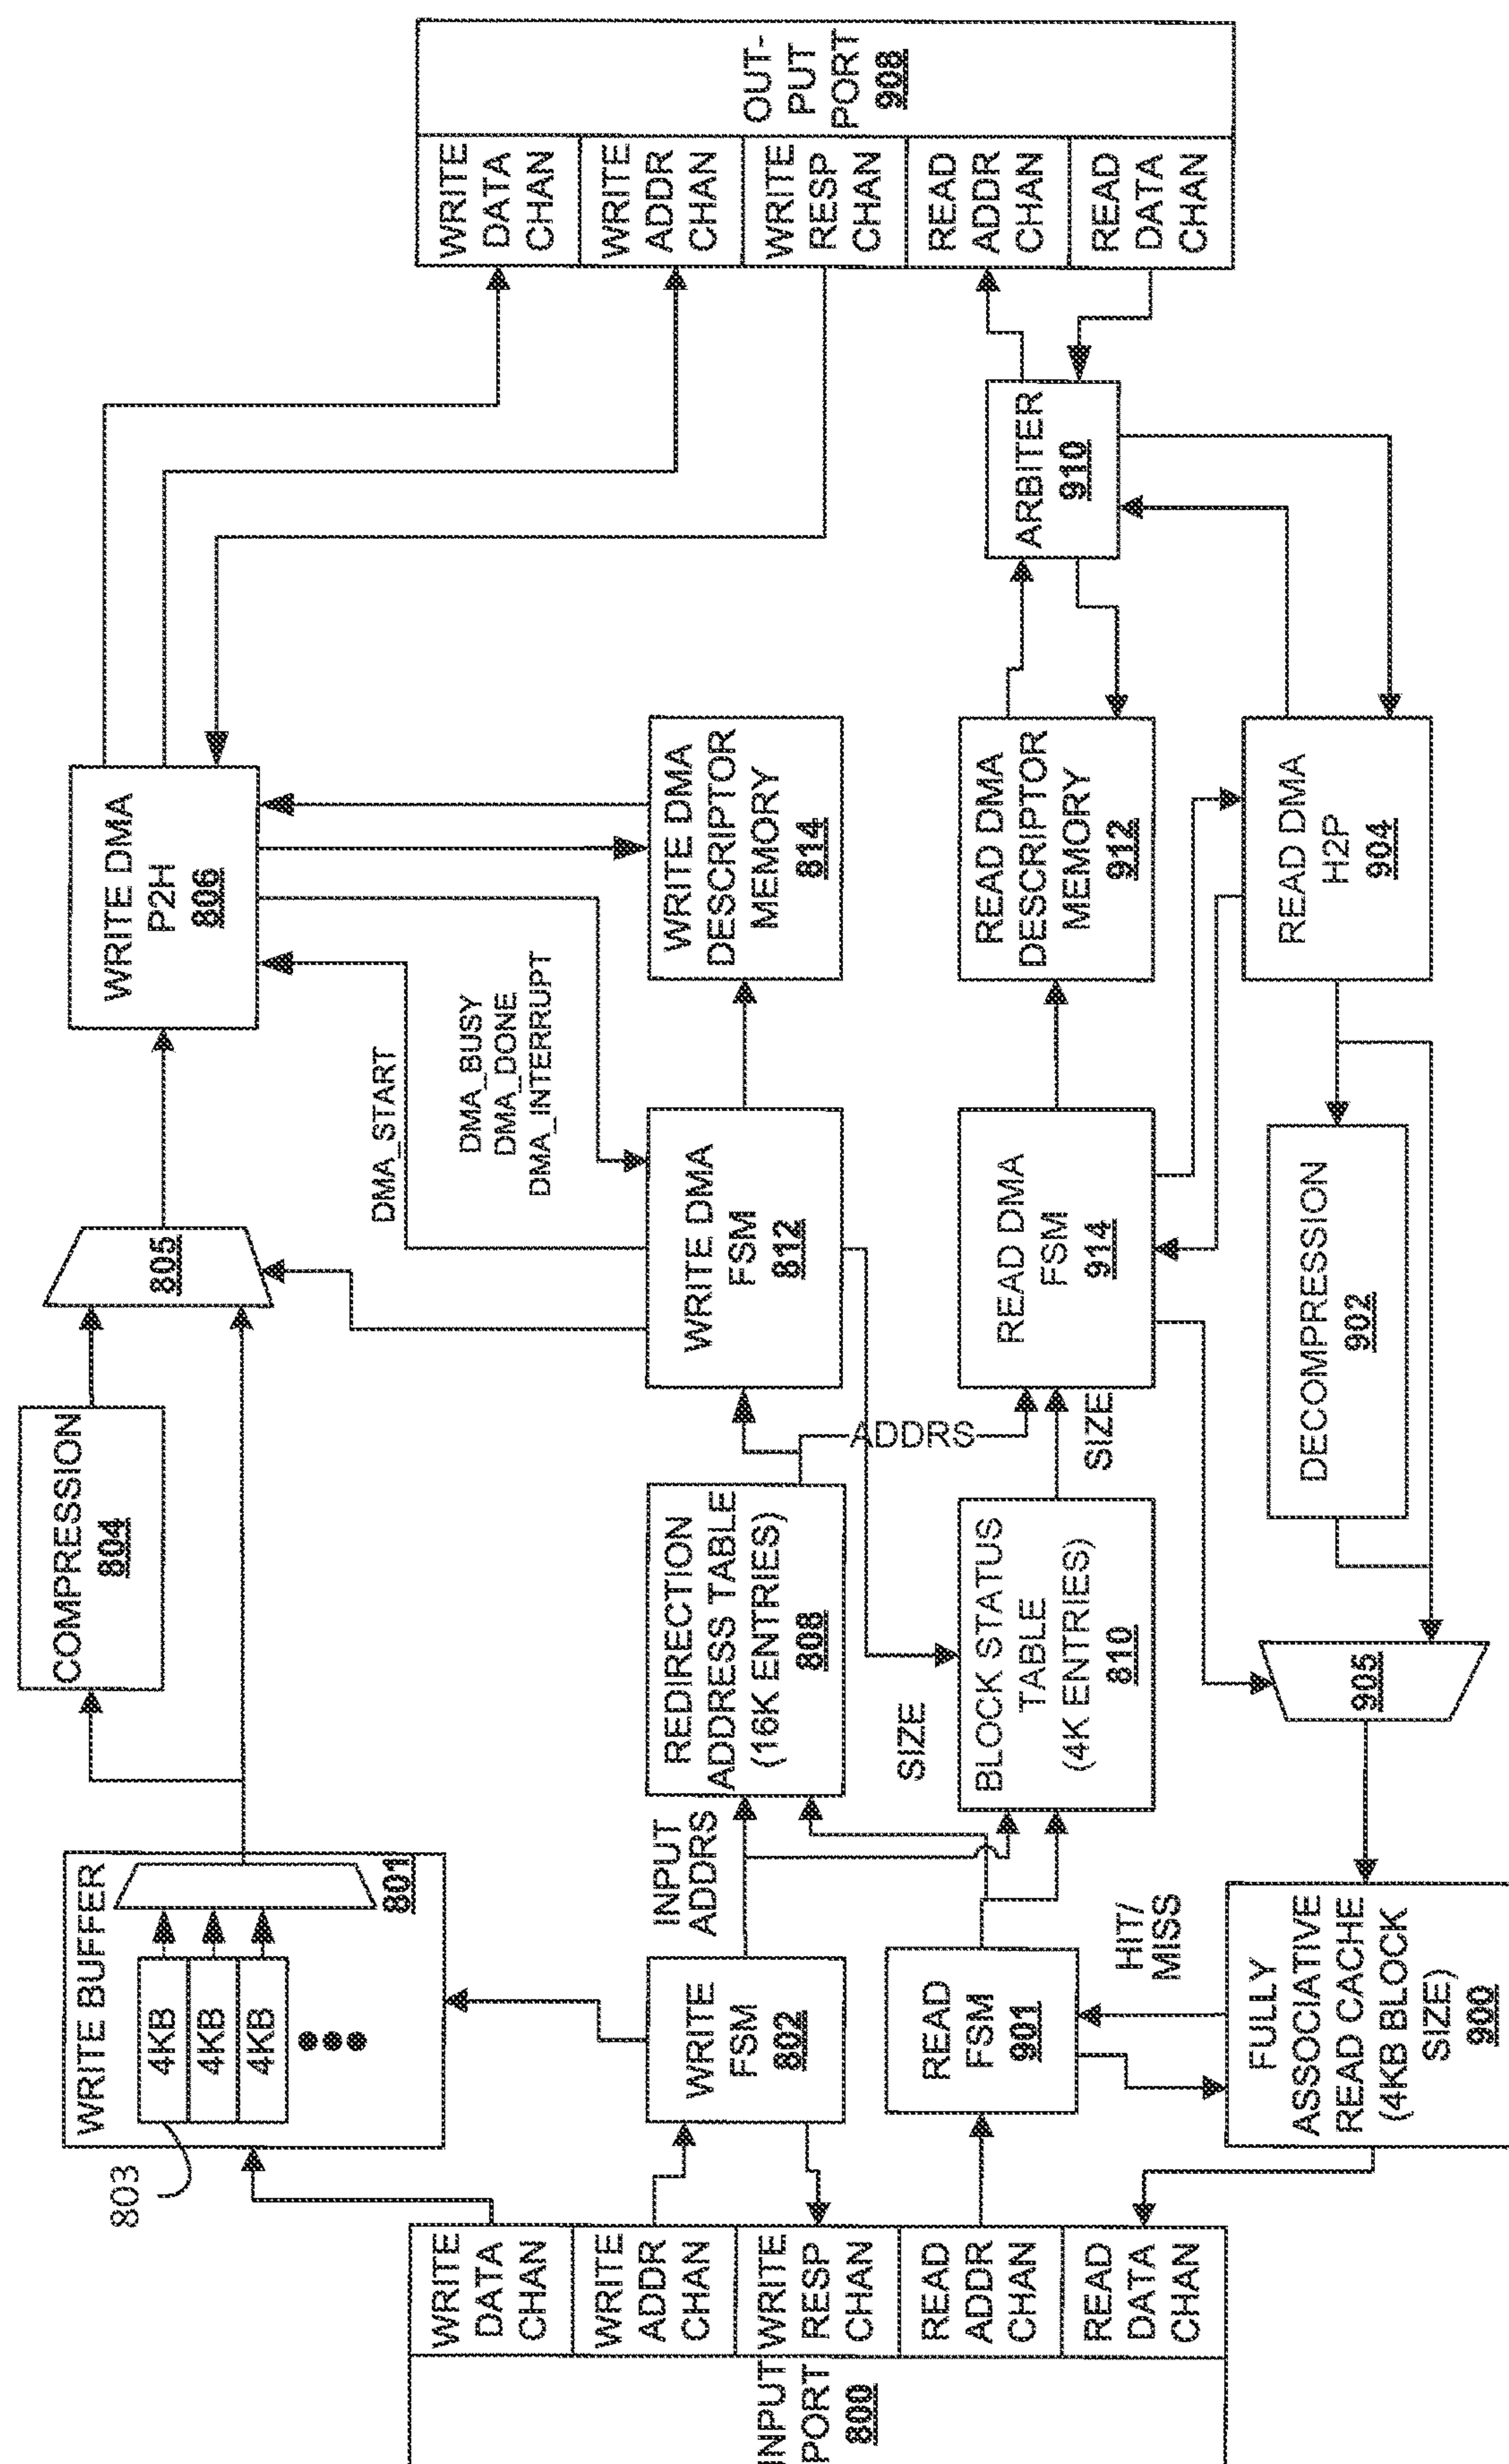 INPUT
PORT
800
WRITE
DATA
CHAN
WRITE
ADDR
CHAN
WRITE
RESP
CHAN
READ
ADDR
CHAN
READ
DATA
CHAN
803
WRITE BUFFER
4KB
4KB
4KB
801
WRITE
FSM
802
READ
FSM
901
HIT/
MISS
FULLY
ASSOCIATIVE
READ CACHE
(4KB BLOCK
SIZE)
900
INPUT
ADDRS
COMPRESSION
804
REDIRECTION
ADDRESS TABLE
(16K ENTRIES)
808
SIZE
BLOCK STATUS
TABLE
(4K ENTRIES)
810
905
805
ADDRS
SIZE
WRITE DMA
FSM
812
READ DMA
FSM
914
DECOMPRESSION
902
DMA_START
DMA_BUSY
DMA_DONE
DMA_INTERRUPT
WRITE DMA
P2H
806
WRITE DMA
DESCRIPTOR
MEMORY
814
READ DMA
DESCRIPTOR
MEMORY
912
READ DMA
H2P
904
ARBITER
910
WRITE
DATA
CHAN
WRITE
ADDR
CHAN
WRITE
RESP
CHAN
READ
ADDR
CHAN
READ
DATA
CHAN
OUT-
PUT
PORT
908